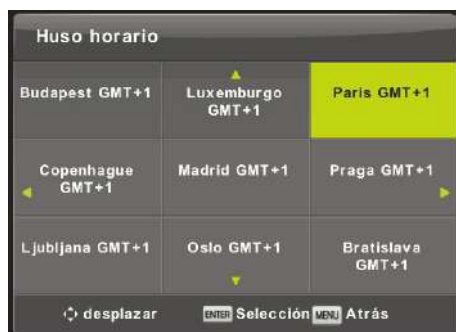 Huso horario
Budapest GMT+1
Luxemburgo
GMT+1
Paris GMT+1
Copenhague
GMT+1
Madrid GMT+1
Praga GMT+1
Ljubljana GMT+1
Oslo GMT+1
Bratislava
GMT+1
desplazar
ENTER Selección MENU Atrás